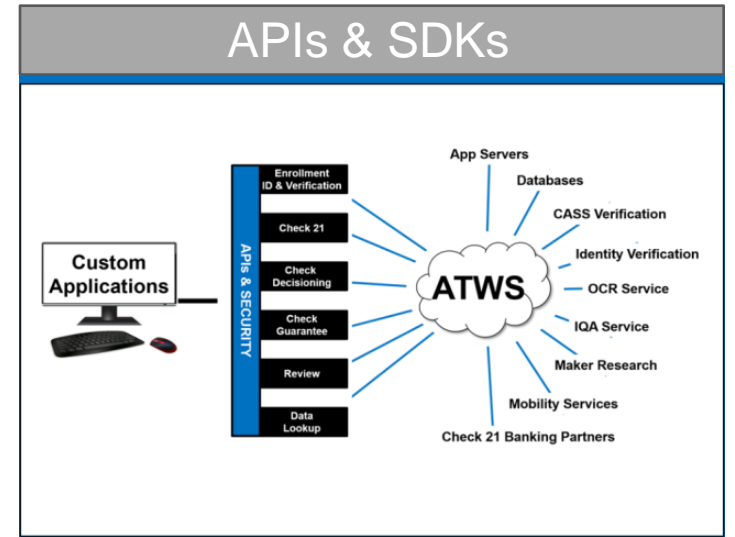 APIs & SDKs
Custom
Applications
APIs & SECURITY
Enrollment
ID & Verification
Check 21
Check
Decisioning
Check
Guarantee
Review
Data
Lookup
ATWS
App Servers
Databases
CASS Verification
Identity Verification
OCR Service
IQA Service
Maker Research
Mobility Services
Check 21 Banking Partners